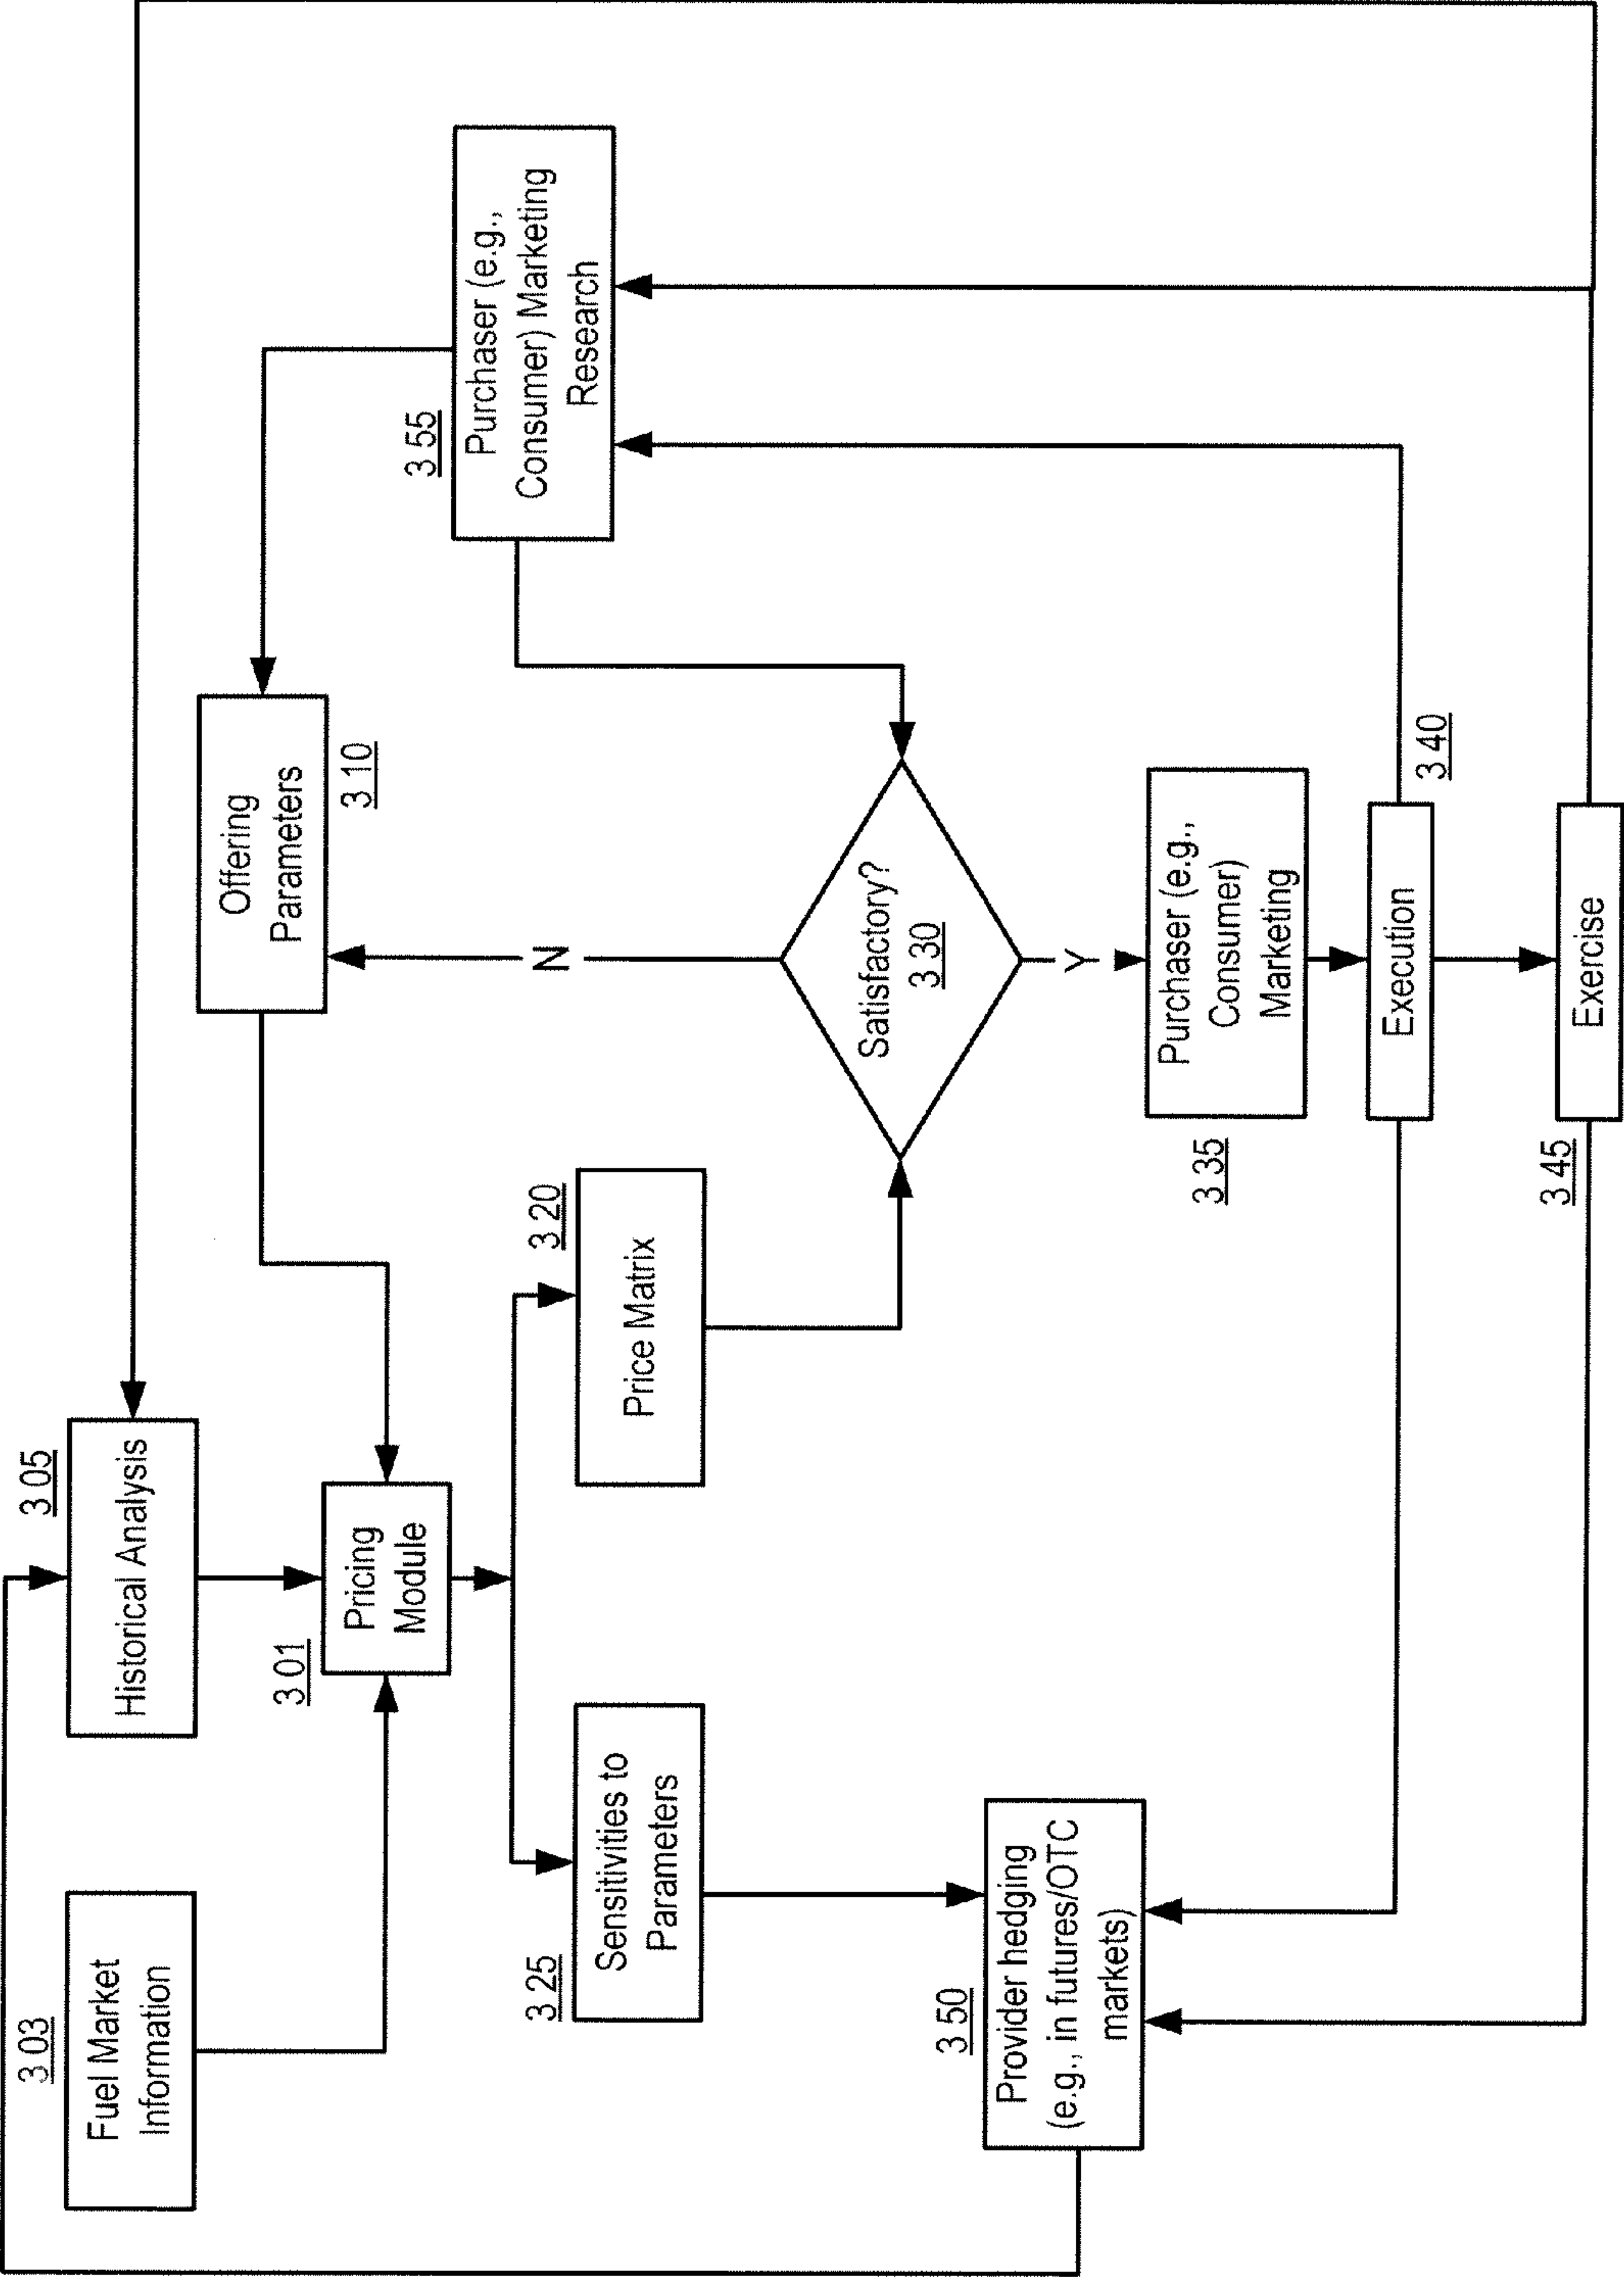 3 03
Fuel Market
Information
3 05
Historical Analysis
Offering
Parameters
3 10
3 01
Pricing
Module
3 55
Purchaser (e.g.,
Consumer) Marketing
Research
3 25
Sensitivities to
Parameters
3 20
Price Matrix
N
Satisfactory?
3 30
Y
3 50
Provider hedging
(e.g., in futures/OTC
markets)
3 35
Purchaser (e.g.,
Consumer)
Marketing
Execution
3 40
3 45
Exercise